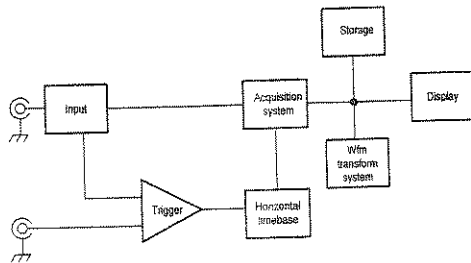 Storage
Input
Acquisition
system
Display
Wfm
transform
system
Trigger
Horizontal
timebase